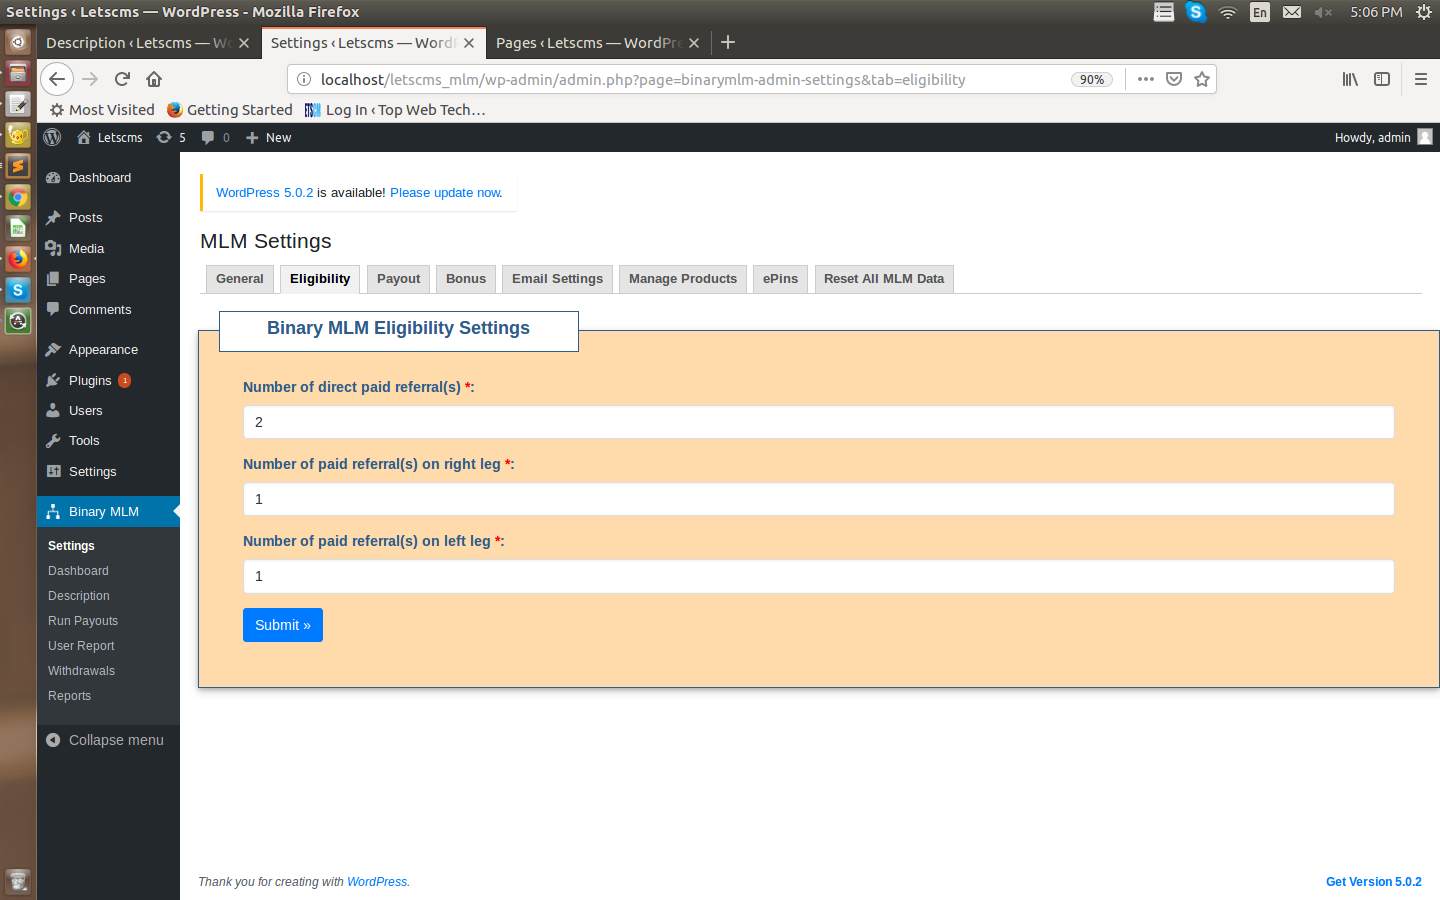 Settings ‹ Letscms — WordPress - Mozilla Firefox
En
5:06 PM
Description ‹ Letscms — Wo
Settings ‹ Letscms — WordP
Pages ‹ Letscms — WordPre
localhost/letscms_mlm/wp-admin/admin.php?page=binarymlm-admin-settings&tab=eligibility
90%
Most Visited
Getting Started
Log In ‹ Top Web Tech…
Letscms
5
0
New
Howdy, admin
Dashboard
Posts
Media
Pages
Comments
Appearance
Plugins 1
Users
Tools
Settings
Binary MLM
Settings
Dashboard
Description
Run Payouts
User Report
Withdrawals
Reports
Collapse menu
WordPress 5.0.2 is available! Please update now.
MLM Settings
General
Eligibility
Payout
Bonus
Email Settings
Manage Products
ePins
Reset All MLM Data
Binary MLM Eligibility Settings
Number of direct paid referral(s) *:
2
Number of paid referral(s) on right leg *:
1
Number of paid referral(s) on left leg *:
1
Submit »
Thank you for creating with WordPress.
Get Version 5.0.2